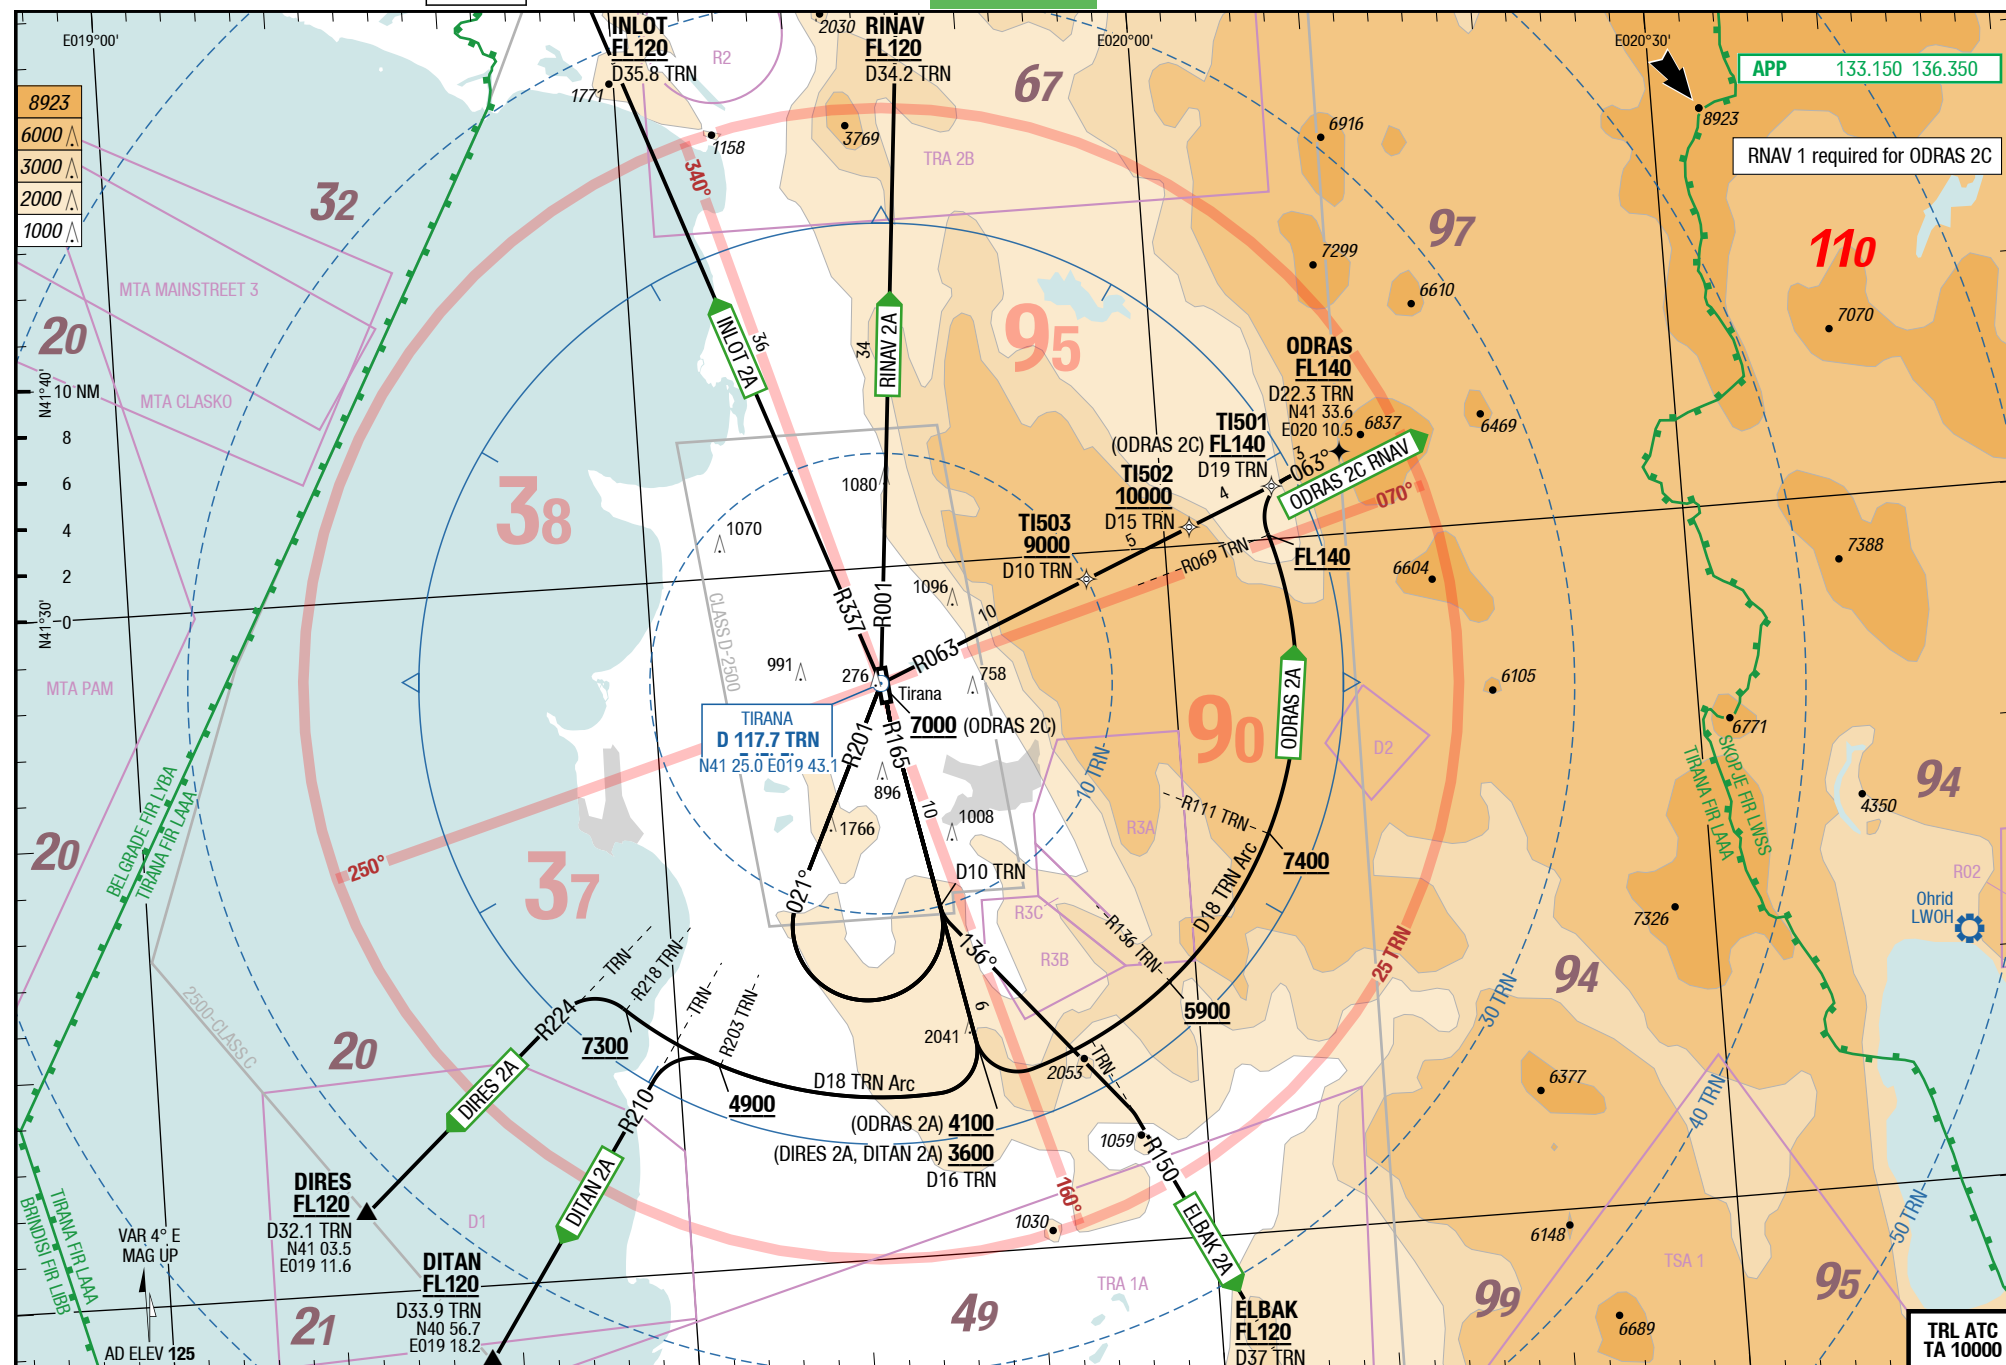 E019°00'
INLOT
FL120
D35.8 TRN
1771
R2
2030
RINAV
FL120
D34.2 TRN
67
E020°00'
E020°30'
APP 133.150 136.350
8923
RNAV 1 required for ODRAS 2C
8923
6000
3000
2000
1000
1158
3769
TRA 2B
6916
32
340°
97
7299
6610
110
7070
MTA MAINSTREET 3
20
MTA CLASKO
INLOT 2A
36
34
RINAV 2A
95
ODRAS
FL140
D22.3 TRN
N41 33.6
E020 10.5
6837
6469
N41°40'
10 NM
8
6
4
2
0
N41°30'
TI501
(ODRAS 2C) FL140
D19 TRN
3
063°
ODRAS 2C RNAV
070°
TI502
10000
D15 TRN
4
TI503
9000
D10 TRN
5
R069 TRN
FL140
6604
7388
38
1080
1070
1096
10
CLASS D-2500
R337
R001
R063
991
276
758
Tirana
7000 (ODRAS 2C)
TIRANA
D 117.7 TRN
N41 25.0 E019 43.1
MTA PAM
R201
R165
896
10
1008
1766
10 TRN
90
ODRAS 2A
D2
6105
6771
SKOPJE FIR LWSS
TIRANA FIR LAAA
94
4350
BELGRADE FIR LYBA
TIRANA FIR LAAA
20
250°
37
R3A
R111 TRN
7400
D10 TRN
021°
R3C
R136 TRN
D18 TRN Arc
R3B
136°
25 TRN
7326
R02
Ohrid
LWOH
94
TRN
R218 TRN
R224
7300
TRN
R203 TRN
2500-CLASS C
20
DIRES 2A
R210
4900
D18 TRN Arc
6
2041
5900
2053
TRN
30 TRN
6377
40 TRN
(ODRAS 2A) 4100
(DIRES 2A, DITAN 2A) 3600
D16 TRN
1059
R150
160°
1030
DITAN 2A
D1
DIRES
FL120
D32.1 TRN
N41 03.5
E019 11.6
TIRANA FIR LAAA
BRINDISI FIR LIBB
VAR 4° E
MAG UP
DITAN
FL120
D33.9 TRN
N40 56.7
E019 18.2
21
AD ELEV 125
49
TRA 1A
ELBAK 2A
ELBAK
FL120
D37 TRN
99
6148
TSA 1
50 TRN
95
6689
TRL ATC
TA 10000